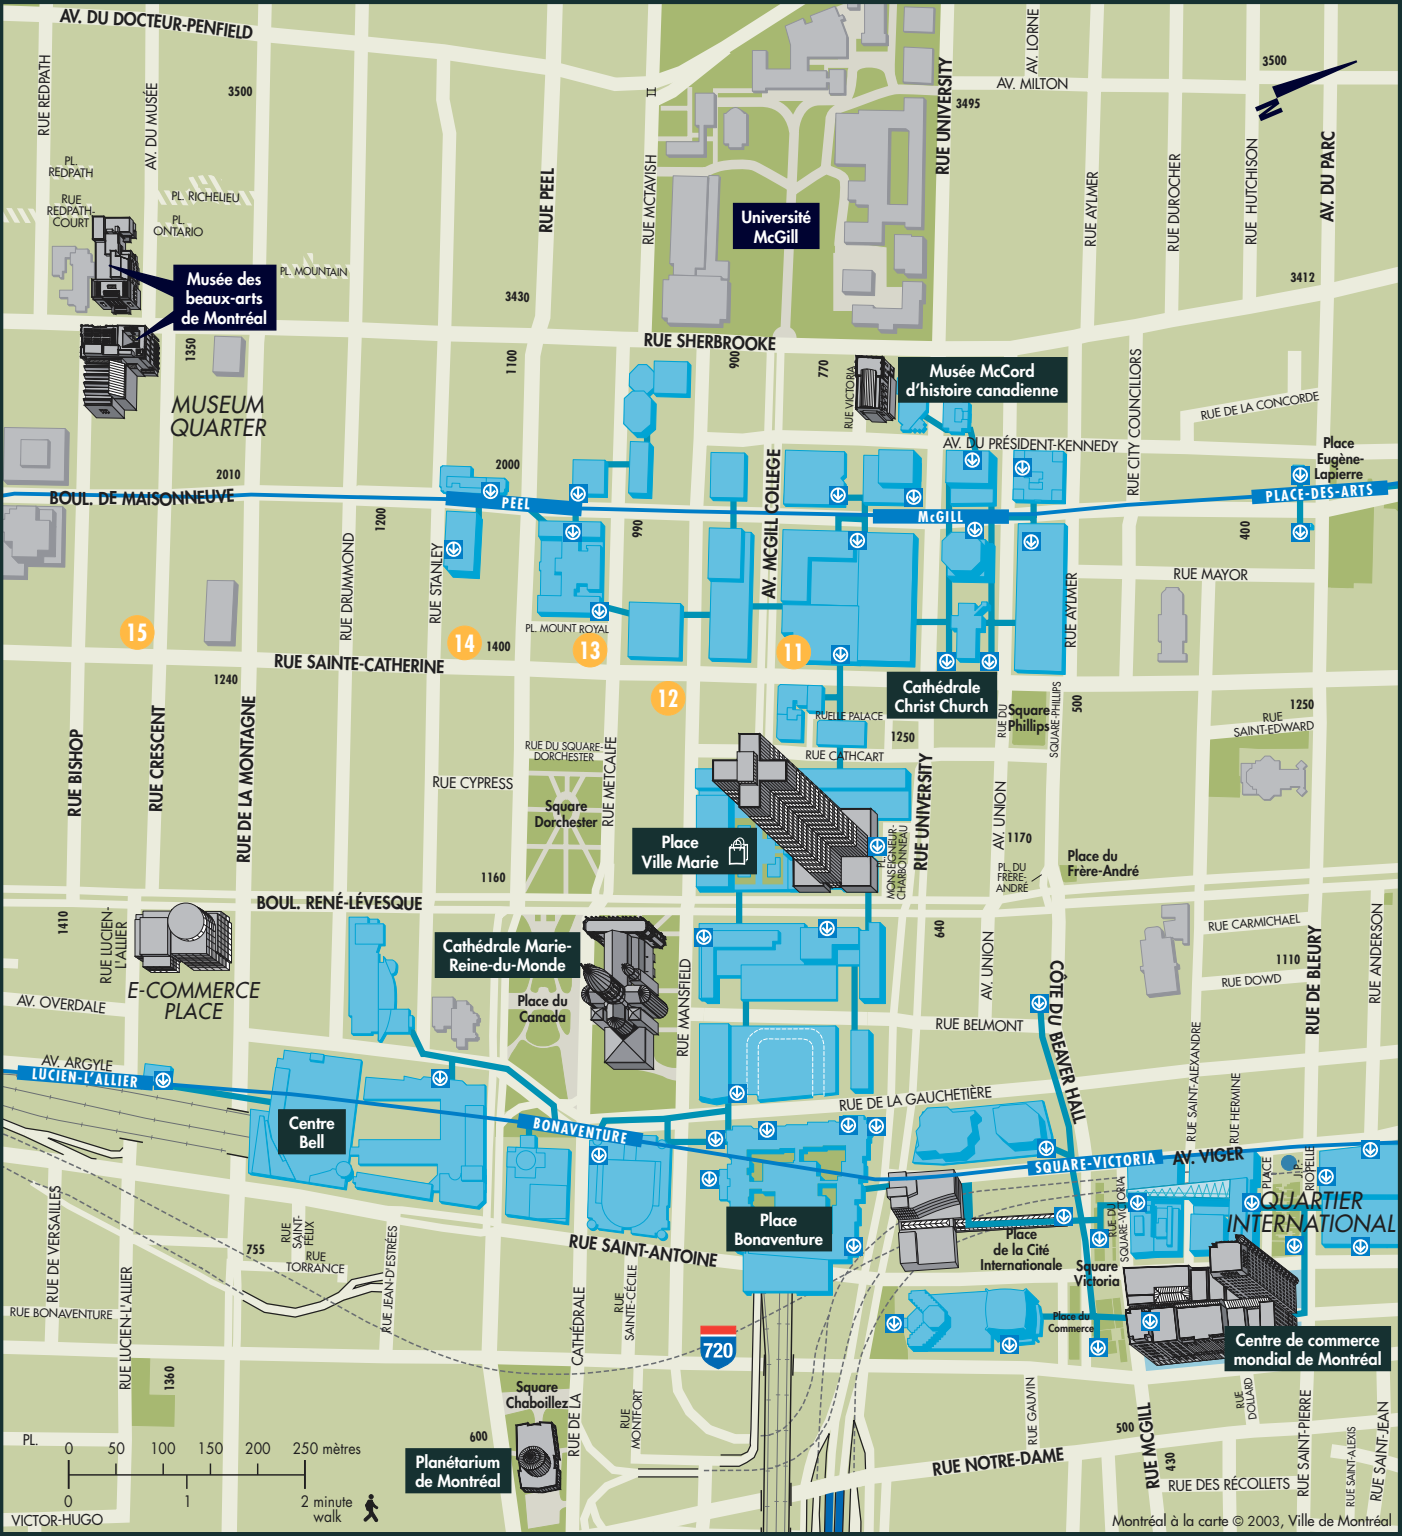 AV. DU DOCTEUR-PENFIELD
RUE REDPATH
AV. DU MUSÉE
3500
RUE PEEL
RUE MCTAVISH
RUE UNIVERSITY
3495
AV. LORNE
AV. MILTON
3500
N
RUE AYLMER
RUE DUROCHER
RUE HUTCHISON
AV. DU PARC
PL.
REDPATH
RUE
REDPATH-
COURT
PL. RICHELIEU
PL.
ONTARIO
PL. MOUNTAIN
Université
McGill
Musée des
beaux-arts
de Montréal
3430
3412
RUE SHERBROOKE
1350
1100
900
770
RUE VICTORIA
Musée McCord
d'histoire canadienne
RUE CITY COUNCILLORS
RUE DE LA CONCORDE
MUSEUM
QUARTER
AV. DU PRÉSIDENT-KENNEDY
Place
Eugène-
Lapierre
2010
2000
BOUL. DE MAISONNEUVE
PEEL
McGILL
PLACE-DES-ARTS
AV. MCGILL COLLEGE
1200
990
400
RUE DRUMMOND
RUE STANLEY
RUE AYLMER
RUE MAYOR
15
14
13
12
11
PL. MOUNT ROYAL
1400
RUE SAINTE-CATHERINE
1240
Cathédrale
Christ Church
RUE DU
SQUARE-PHILLIPS
Square
Phillips
500
1250
RUE
SAINT-EDWARD
RUE BISHOP
RUE CRESCENT
RUE DE LA MONTAGNE
RUELLE PALACE
1250
RUE CATHCART
RUE DU SQUARE-
DORCHESTER
RUE CYPRESS
RUE METCALFE
Square
Dorchester
Place
Ville Marie
RUE UNIVERSITY
PL.
MONSEIGNEUR-
CHARBONNEAU
AV. UNION
1170
PL. DU
FRÈRE-
ANDRÉ
Place du
Frère-André
1160
BOUL. RENÉ-LÉVESQUE
1410
RUE LUCIEN-
L'ALLIER
E-COMMERCE
PLACE
Cathédrale Marie-
Reine-du-Monde
Place du
Canada
RUE MANSFIELD
640
AV. UNION
CÔTE DU BEAVER HALL
RUE CARMICHAEL
1110
RUE DOWD
RUE DE BLEURY
RUE ANDERSON
AV. OVERDALE
RUE BELMONT
AV. ARGYLE
LUCIEN-L'ALLIER
RUE DE LA GAUCHETIÈRE
RUE SAINT-ALEXANDRE
RUE HERMINE
Centre
Bell
BONAVENTURE
SQUARE-VICTORIA
AV. VIGER
PLACE
J.P.-
RIOPELLE
QUARTIER
INTERNATIONAL
RUE DU
SQUARE-VICTORIA
Place
Bonaventure
Place
de la Cité
Internationale
Square
Victoria
RUE SAINT-ANTOINE
RUE DE VERSAILLES
RUE
SAINT-
FÉLIX
755
RUE
TORRANCE
RUE JEAN-D'ESTRÉES
RUE BONAVENTURE
RUE LUCIEN-L'ALLIER
RUE
SAINTE-CÉCILE
RUE DE LA CATHÉDRALE
720
Place du
Commerce
Centre de commerce
mondial de Montréal
1360
Square
Chaboillez
RUE
MONTFORT
RUE GAUVIN
500
RUE MCGILL
430
RUE
DOLLARD
RUE SAINT-PIERRE
RUE SAINT-ALEXIS
RUE SAINT-JEAN
600
Planétarium
de Montréal
RUE NOTRE-DAME
RUE DES RÉCOLLETS
PL.
0 50 100 150 200 250 mètres
0 1 2 minute
walk
VICTOR-HUGO
Montréal à la carte © 2003, Ville de Montréal